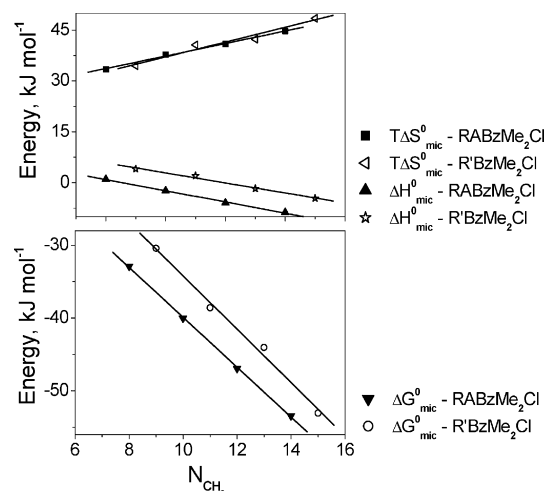 Energy, kJ mol⁻¹
45
30
15
0
TΔS⁰mic - RABzMe₂Cl
TΔS⁰mic - R'BzMe₂Cl
ΔH⁰mic - RABzMe₂Cl
ΔH⁰mic - R'BzMe₂Cl
Energy, kJ mol⁻¹
-30
-40
-50
6 8 10 12 14 16
N_CH₂
ΔG⁰mic - RABzMe₂Cl
ΔG⁰mic - R'BzMe₂Cl